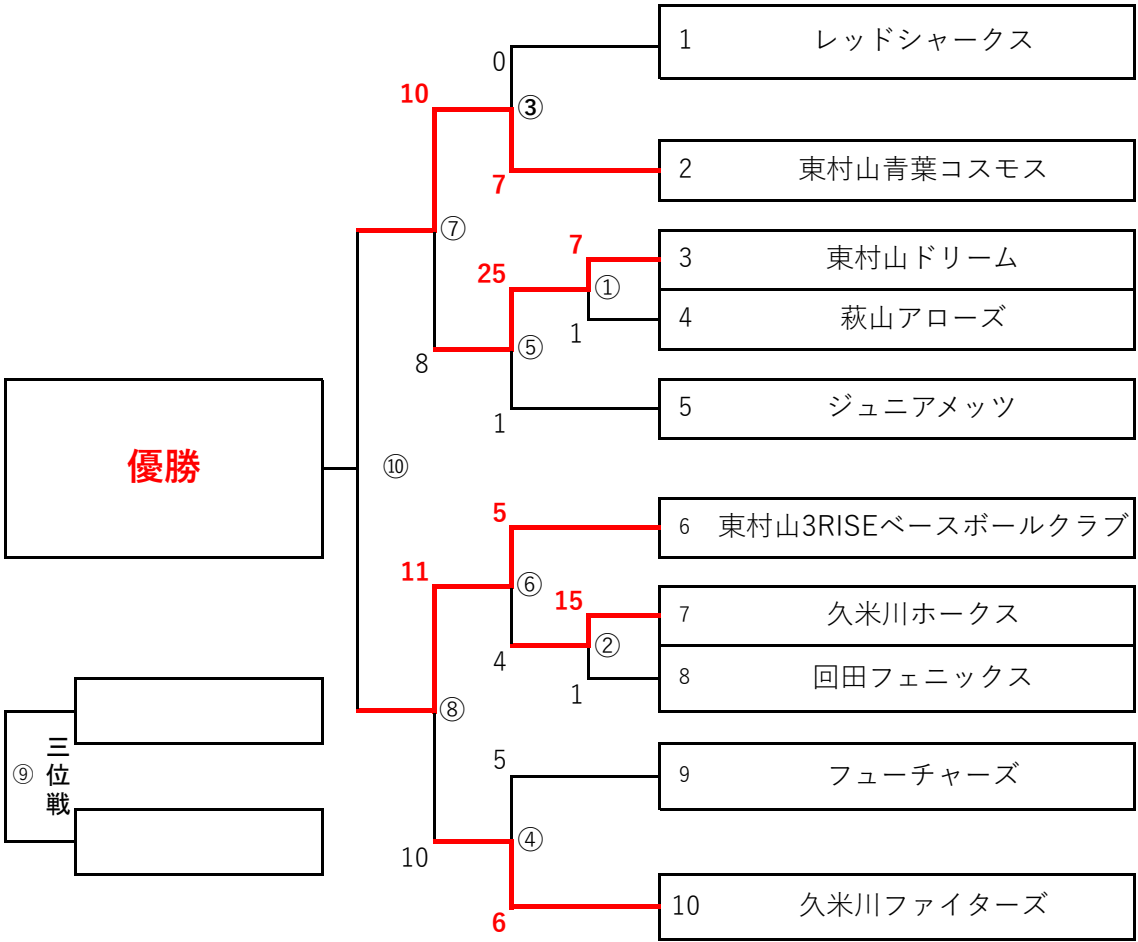 0
1 レッドシャークス
10
③
7
2 東村山青葉コスモス
⑦
7
3 東村山ドリーム
25
①
4 萩山アローズ
1
⑤
8
5 ジュニアメッツ
1
優勝
⑩
5
6 東村山3RISEベースボールクラブ
11
⑥
15
7 久米川ホークス
②
4
8 回田フェニックス
1
⑧
5
9 フューチャーズ
⑨
三位戦
④
10
6
10 久米川ファイターズ